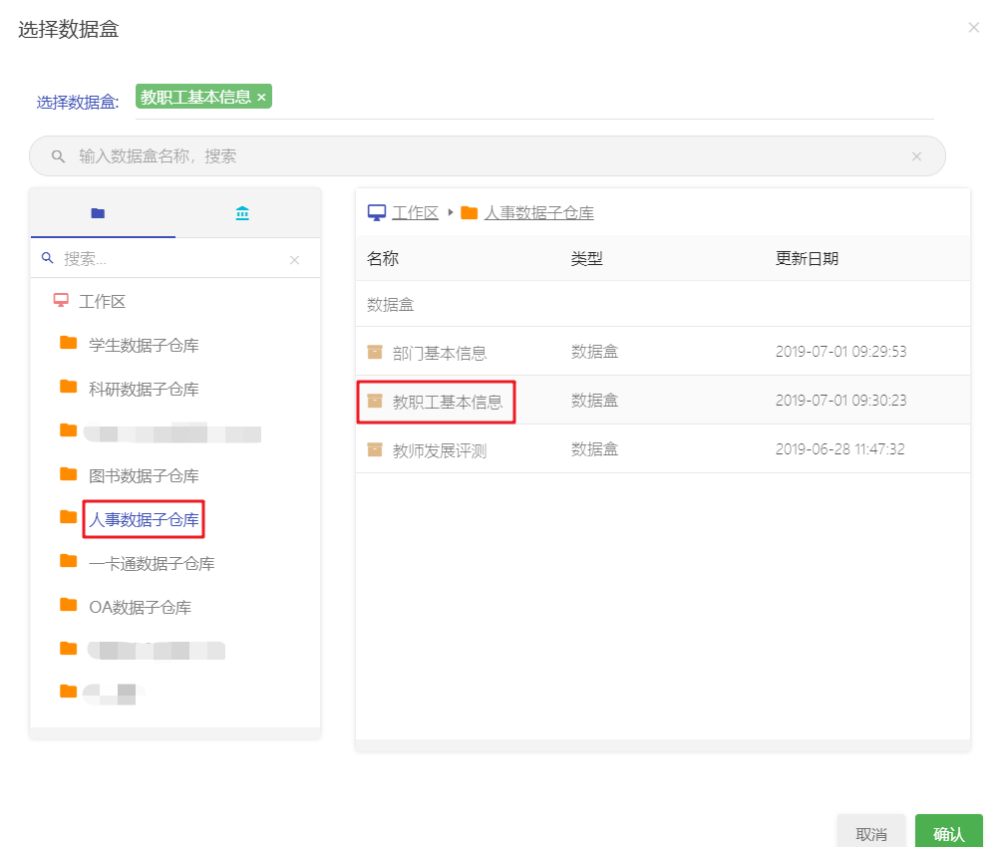 选择数据盒
选择数据盒: 教职工基本信息 ×
输入数据盒名称，搜索
搜索...
工作区
学生数据子仓库
科研数据子仓库
图书数据子仓库
人事数据子仓库
一卡通数据子仓库
OA数据子仓库
工作区 人事数据子仓库
名称 类型 更新日期
数据盒
部门基本信息 数据盒 2019-07-01 09:29:53
教职工基本信息 数据盒 2019-07-01 09:30:23
教师发展评测 数据盒 2019-06-28 11:47:32
取消 确认